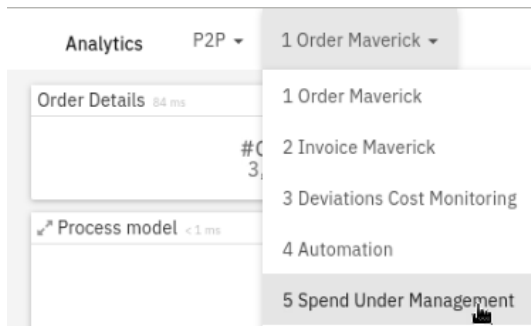 Analytics P2P 1 Order Maverick
Order Details 84 ms
1 Order Maverick
2 Invoice Maverick
3 Deviations Cost Monitoring
Process model < 1 ms
4 Automation
5 Spend Under Management